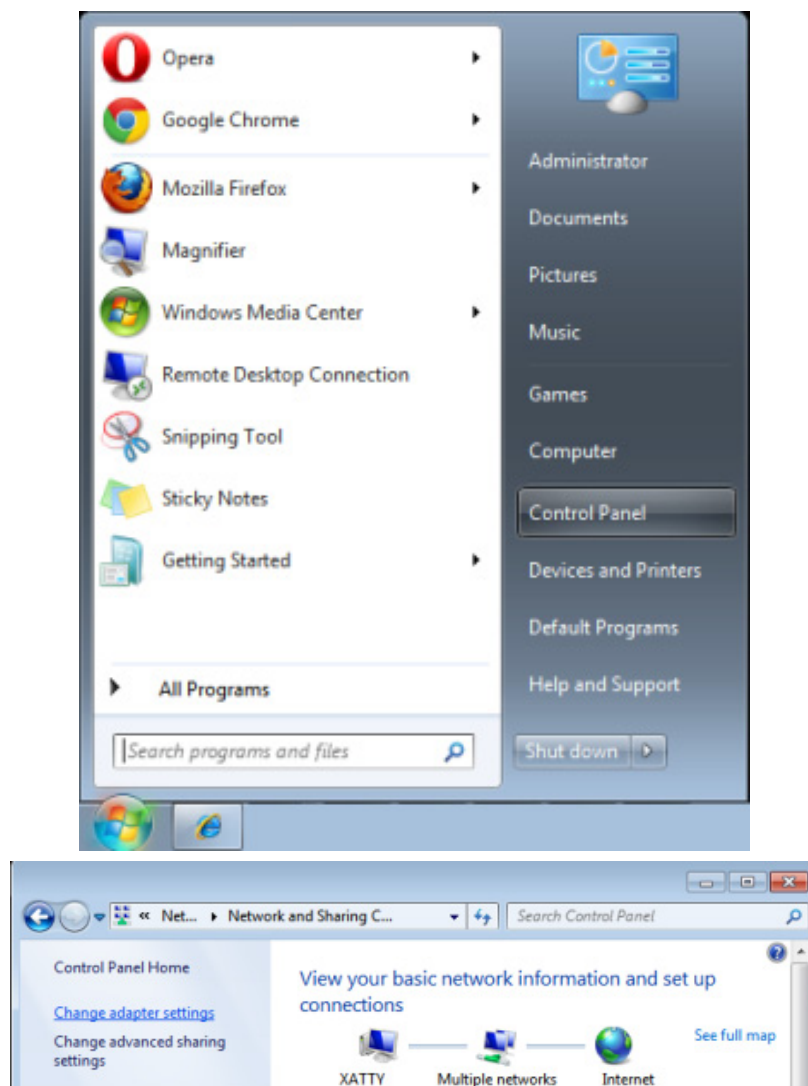 Opera
Google Chrome
Mozilla Firefox
Magnifier
Windows Media Center
Remote Desktop Connection
Snipping Tool
Sticky Notes
Getting Started
All Programs
Search programs and files
Administrator
Documents
Pictures
Music
Games
Computer
Control Panel
Devices and Printers
Default Programs
Help and Support
Shut down
« Net... Network and Sharing C...
Search Control Panel
Control Panel Home
Change adapter settings
Change advanced sharing
settings
View your basic network information and set up
connections
See full map
XATTY Multiple networks Internet